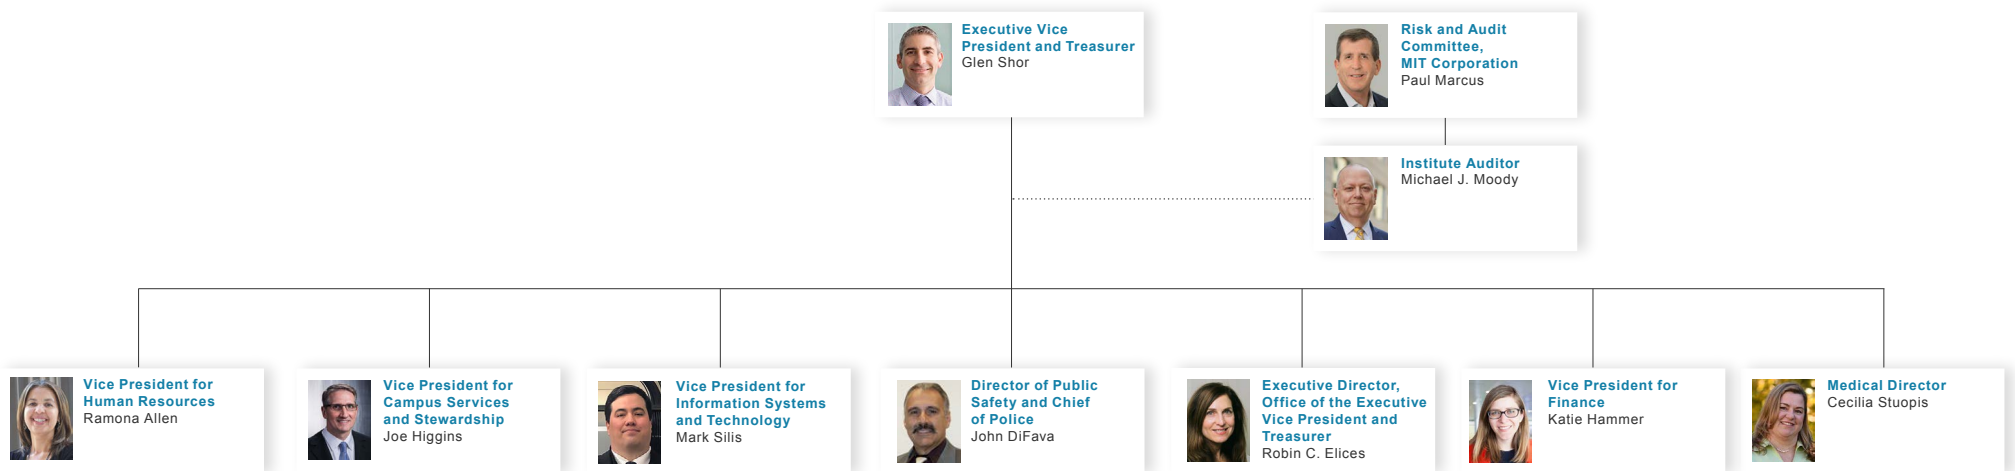 Executive Vice
President and Treasurer
Glen Shor
Risk and Audit
Committee,
MIT Corporation
Paul Marcus
Institute Auditor
Michael J. Moody
Vice President for
Human Resources
Ramona Allen
Vice President for
Campus Services
and Stewardship
Joe Higgins
Vice President for
Information Systems
and Technology
Mark Silis
Director of Public
Safety and Chief
of Police
John DiFava
Executive Director,
Office of the Executive
Vice President and
Treasurer
Robin C. Elices
Vice President for
Finance
Katie Hammer
Medical Director
Cecilia Stuopis